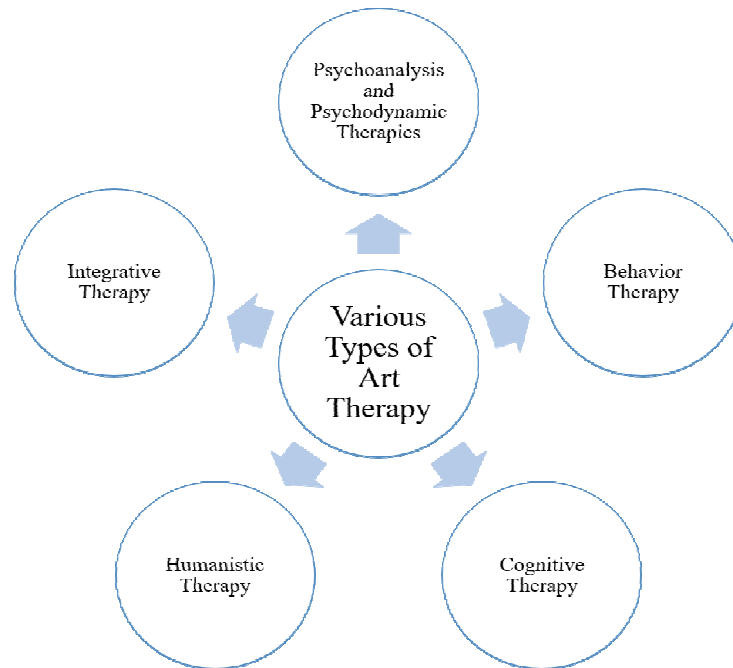 Psychoanalysis
and
Psychodynamic
Therapies
Integrative
Therapy
Behavior
Therapy
Various
Types of
Art
Therapy
Humanistic
Therapy
Cognitive
Therapy